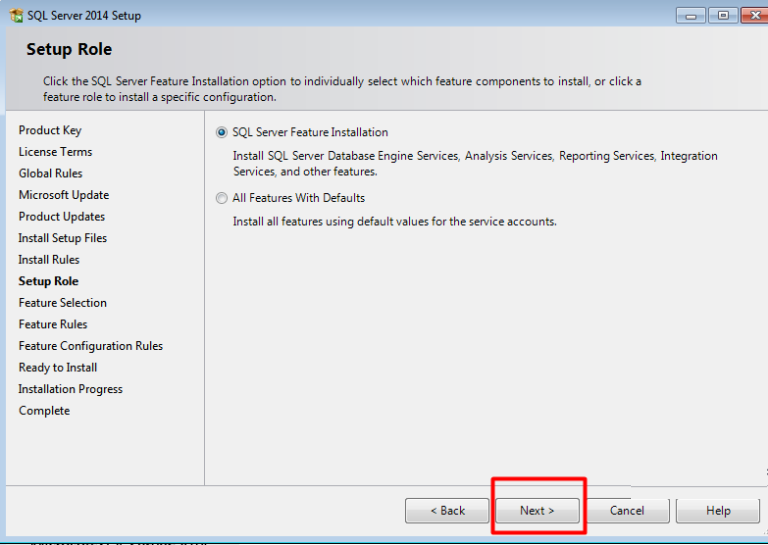 SQL Server 2014 Setup
Setup Role
Click the SQL Server Feature Installation option to individually select which feature components to install, or click a
feature role to install a specific configuration.
Product Key
License Terms
Global Rules
Microsoft Update
Product Updates
Install Setup Files
Install Rules
Setup Role
Feature Selection
Feature Rules
Feature Configuration Rules
Ready to Install
Installation Progress
Complete
SQL Server Feature Installation
Install SQL Server Database Engine Services, Analysis Services, Reporting Services, Integration
Services, and other features.
All Features With Defaults
Install all features using default values for the service accounts.
< Back
Next >
Cancel
Help